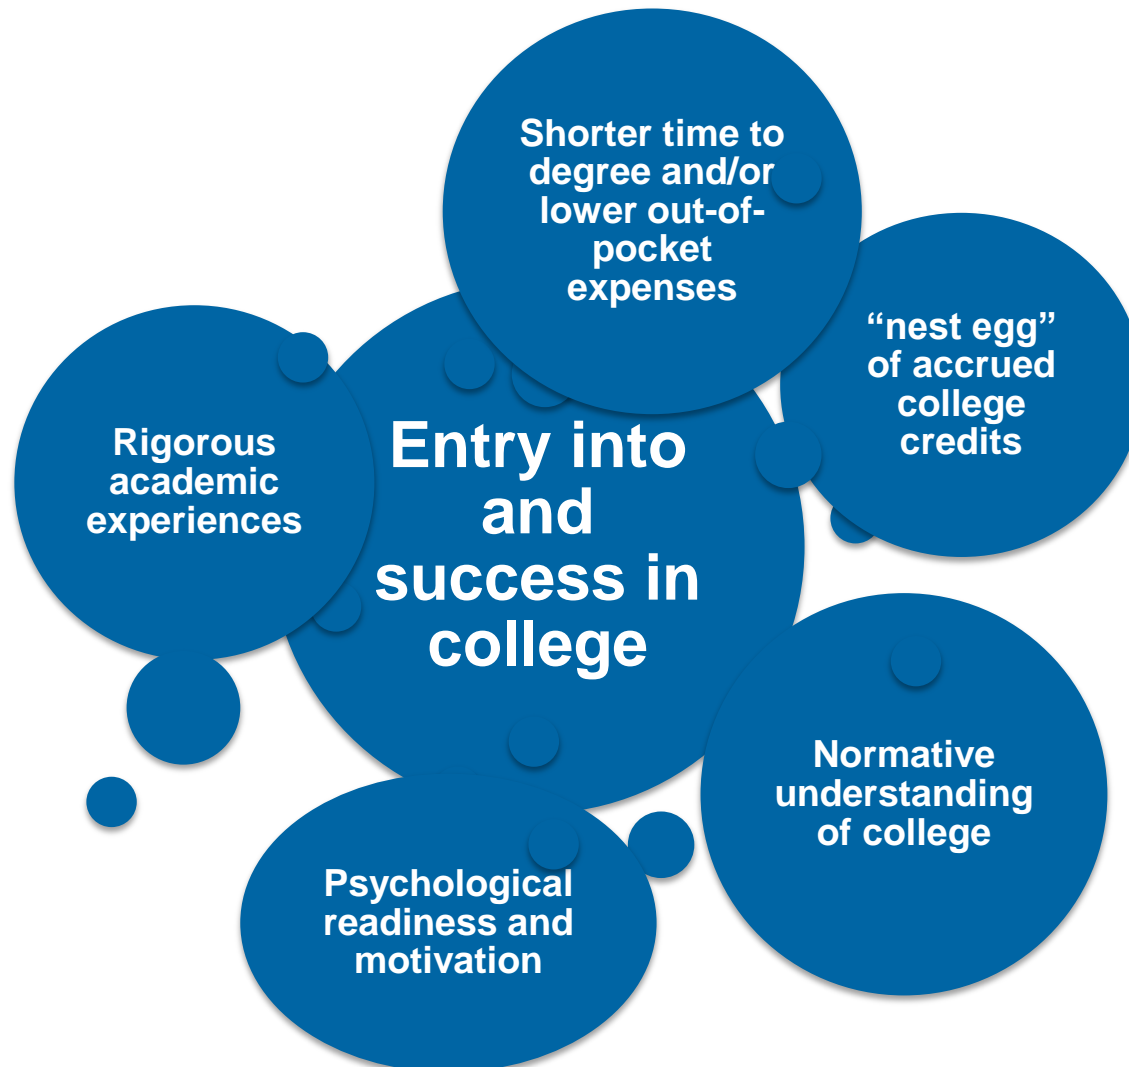 Shorter time to
degree and/or
lower out-of-
pocket
expenses
“nest egg”
of accrued
college
credits
Rigorous
academic
experiences
Entry into
and
success in
college
Normative
understanding
of college
Psychological
readiness and
motivation